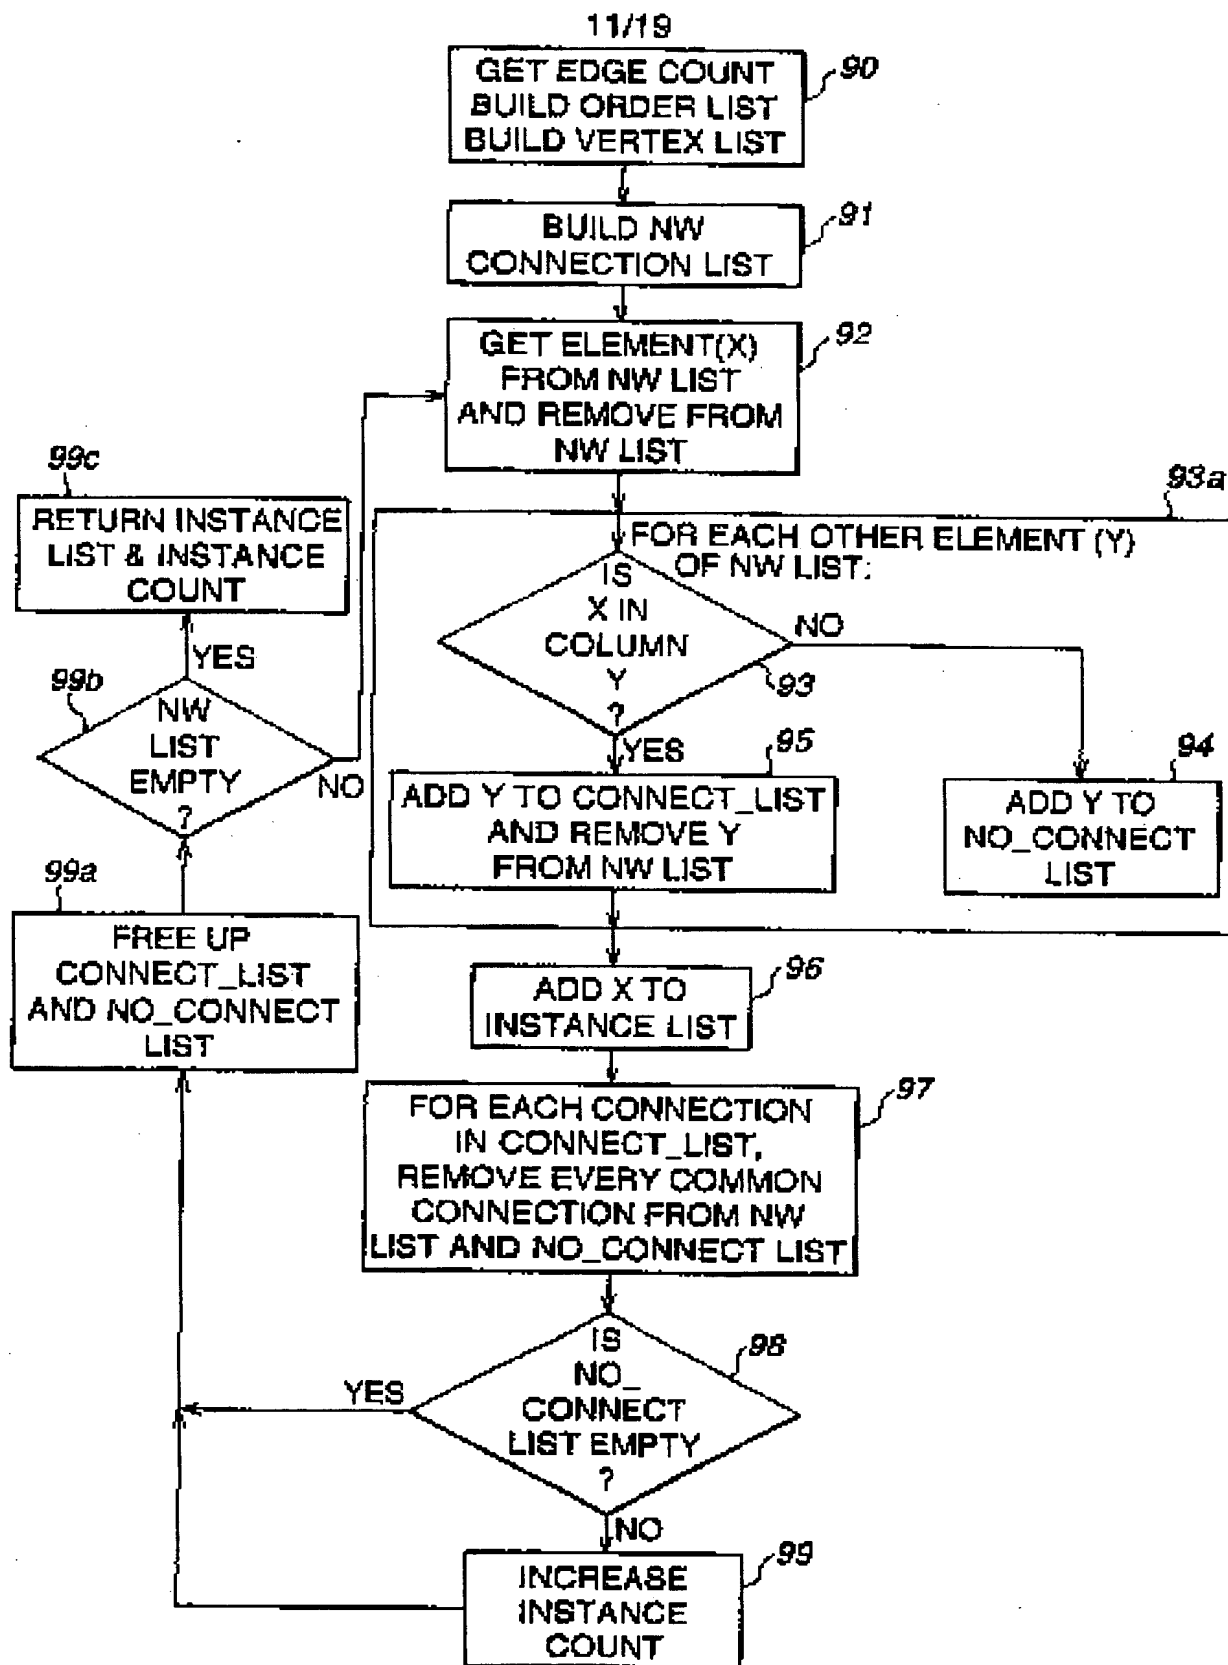 11/19
GET EDGE COUNT
BUILD ORDER LIST
BUILD VERTEX LIST
90
BUILD NW
CONNECTION LIST
91
GET ELEMENT(X)
FROM NW LIST
AND REMOVE FROM
NW LIST
92
93a
FOR EACH OTHER ELEMENT (Y)
OF NW LIST:
IS
X IN
COLUMN
Y
?
93
NO
YES
94
ADD Y TO
NO_CONNECT
LIST
95
ADD Y TO CONNECT_LIST
AND REMOVE Y
FROM NW LIST
96
ADD X TO
INSTANCE LIST
97
FOR EACH CONNECTION
IN CONNECT_LIST,
REMOVE EVERY COMMON
CONNECTION FROM NW
LIST AND NO_CONNECT LIST
98
IS
NO_
CONNECT
LIST EMPTY
?
YES
NO
99
INCREASE
INSTANCE
COUNT
99a
FREE UP
CONNECT_LIST
AND NO_CONNECT
LIST
99b
NW
LIST
EMPTY
?
NO
YES
99c
RETURN INSTANCE
LIST & INSTANCE
COUNT